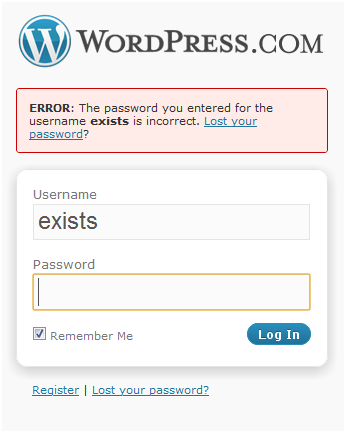 WORDPRESS.COM
ERROR: The password you entered for the
username exists is incorrect. Lost your
password?
Username
exists
Password
Remember Me
Log In
Register | Lost your password?